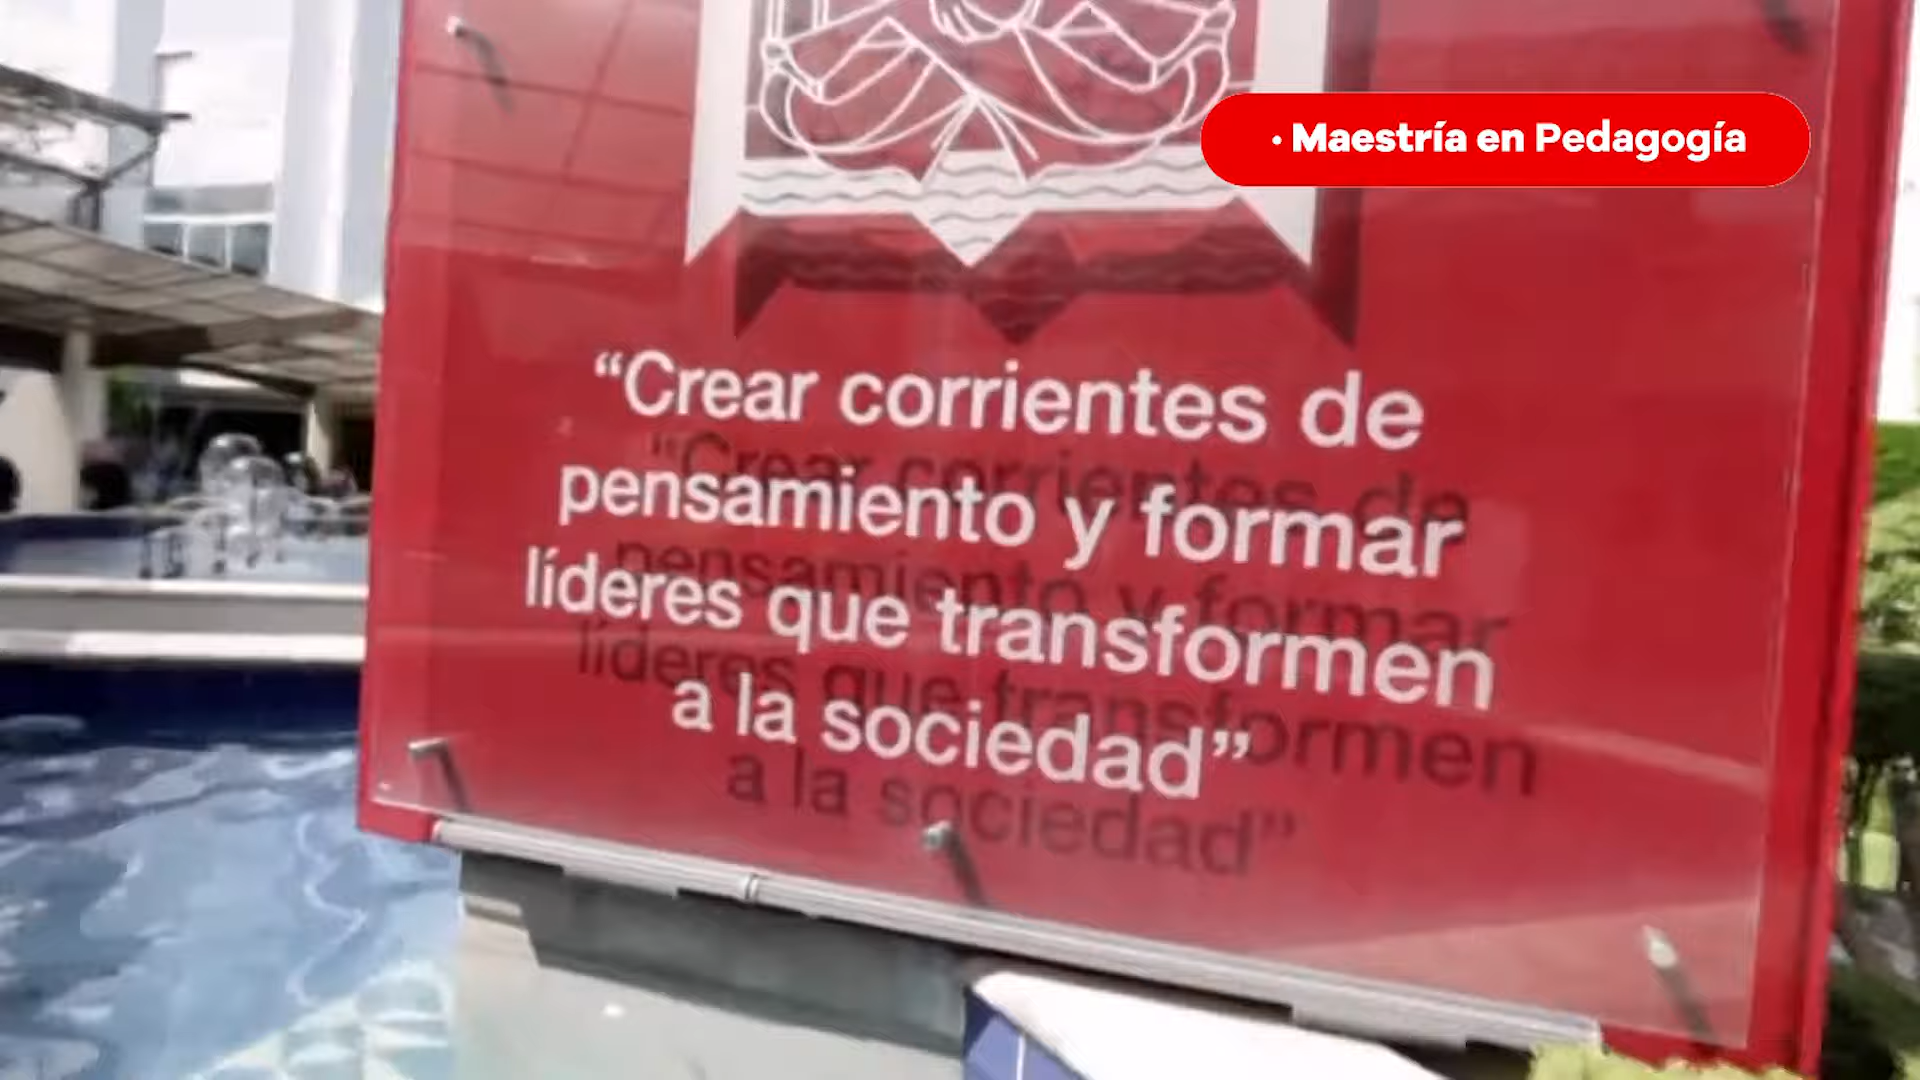 · Maestría en Pedagogía
“Crear corrientes de
pensamiento y formar
líderes que transformen
a la sociedad”